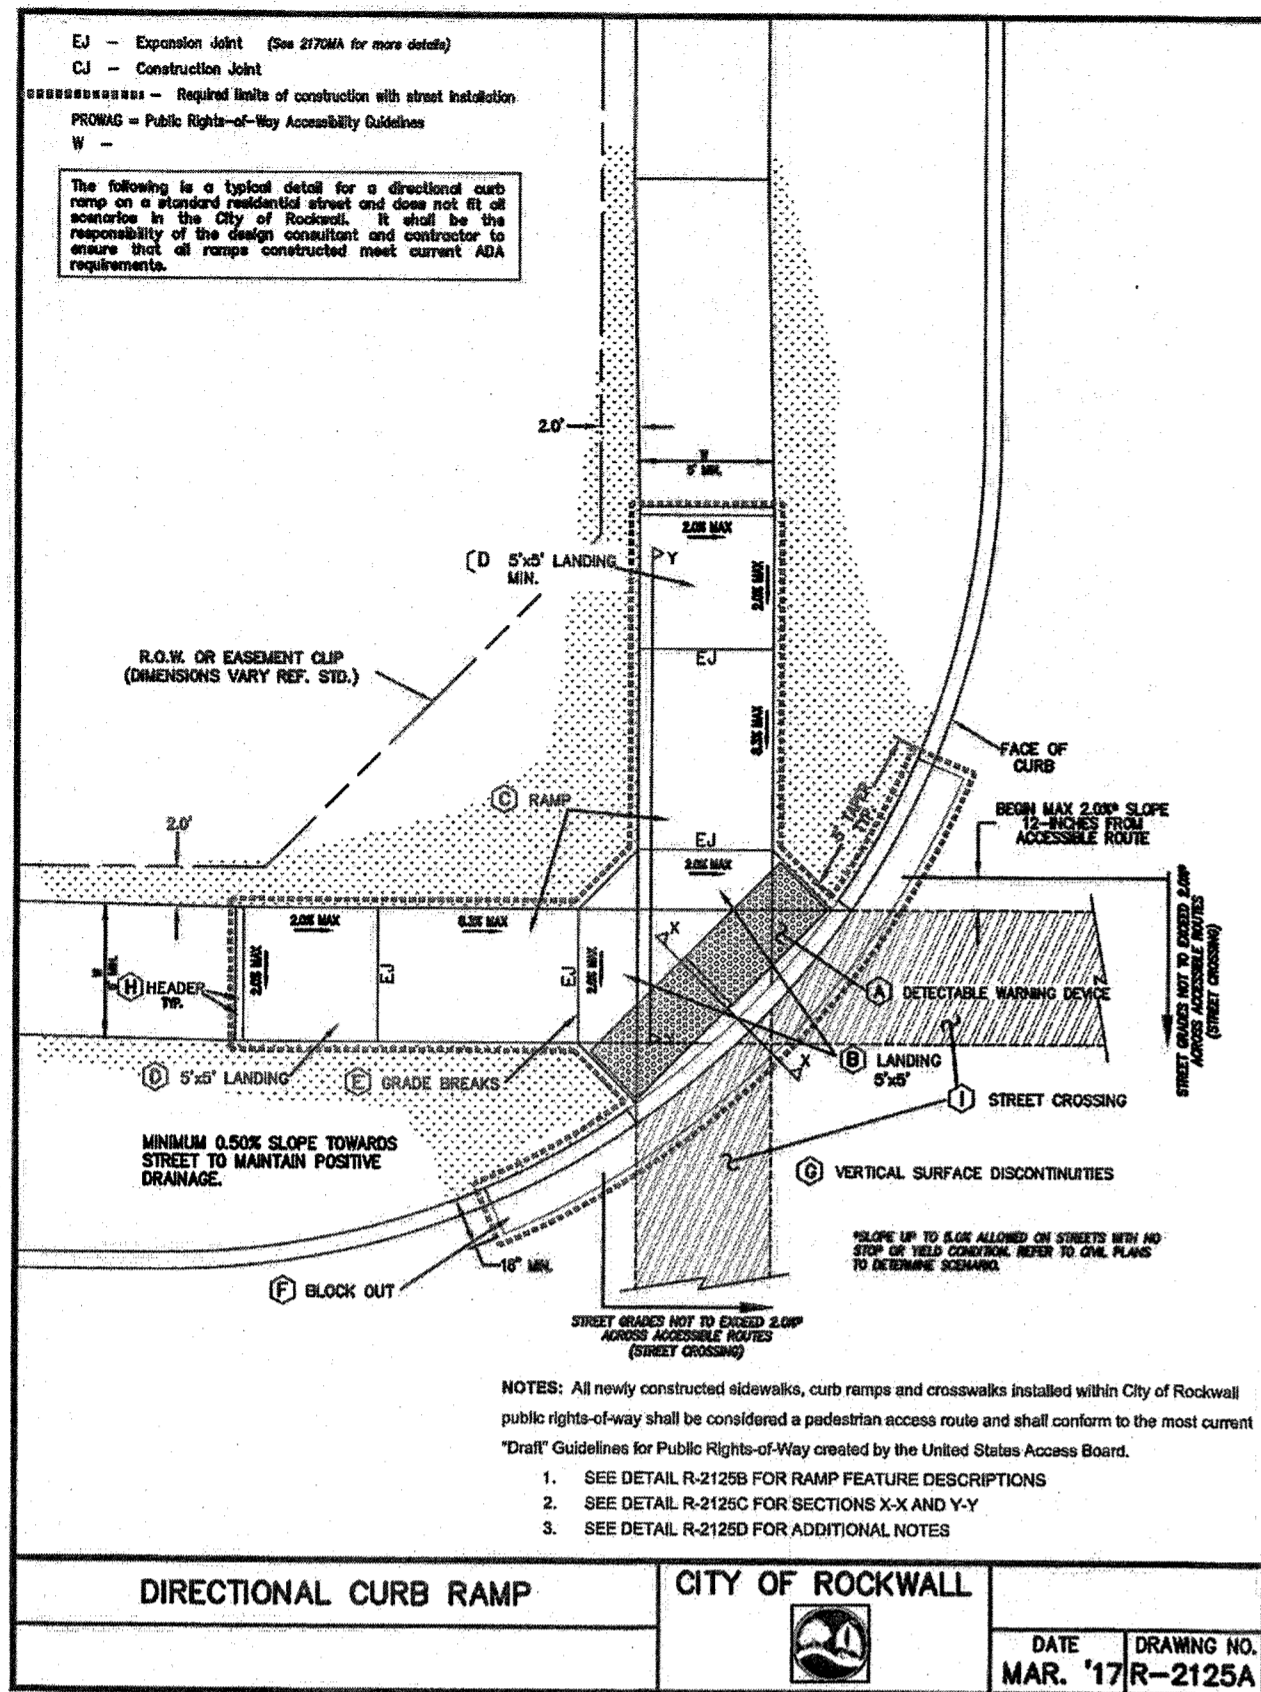 EJ — Expansion Joint (See 2170MA for more details)
CJ — Construction Joint
— Required limits of construction with street installation
PROWAG = Public Rights-of-Way Accessibility Guidelines
W —
The following is a typical detail for a directional curb
ramp on a standard residential street and does not fit all
scenarios in the City of Rockwall. It shall be the
responsibility of the design consultant and contractor to
ensure that all ramps constructed meet current ADA
requirements.
2.0'
W
5' MIN.
2.0% MAX
D 5'x5' LANDING
MIN.
Y
2.0% MAX
EJ
R.O.W. OR EASEMENT CLIP
(DIMENSIONS VARY REF. STD.)
8.3% MAX
FACE OF
CURB
C RAMP
5' TAPER
TYP.
BEGIN MAX 2.0%* SLOPE
12-INCHES FROM
ACCESSIBLE ROUTE
2.0'
EJ
2.0% MAX
STREET GRADES NOT TO EXCEED 2.0%*
ACROSS ACCESSIBLE ROUTES
(STREET CROSSING)
2.0% MAX
8.3% MAX
X
W
MIN.
H HEADER
TYP.
2.0% MAX
EJ
EJ
2.0% MAX
A DETECTABLE WARNING DEVICE
Z
D 5'x5' LANDING
E GRADE BREAKS
X
B LANDING
5'x5'
I STREET CROSSING
MINIMUM 0.50% SLOPE TOWARDS
STREET TO MAINTAIN POSITIVE
DRAINAGE.
G VERTICAL SURFACE DISCONTINUITIES
*SLOPE UP TO 5.0% ALLOWED ON STREETS WITH NO
STOP OR YIELD CONDITION. REFER TO CIVIL PLANS
TO DETERMINE SCENARIO.
18" MIN.
F BLOCK OUT
STREET GRADES NOT TO EXCEED 2.0%*
ACROSS ACCESSIBLE ROUTES
(STREET CROSSING)
NOTES: All newly constructed sidewalks, curb ramps and crosswalks installed within City of Rockwall
public rights-of-way shall be considered a pedestrian access route and shall conform to the most current
"Draft" Guidelines for Public Rights-of-Way created by the United States Access Board.
1. SEE DETAIL R-2125B FOR RAMP FEATURE DESCRIPTIONS
2. SEE DETAIL R-2125C FOR SECTIONS X-X AND Y-Y
3. SEE DETAIL R-2125D FOR ADDITIONAL NOTES
DIRECTIONAL CURB RAMP
CITY OF ROCKWALL
DATE
MAR. '17
DRAWING NO.
R-2125A